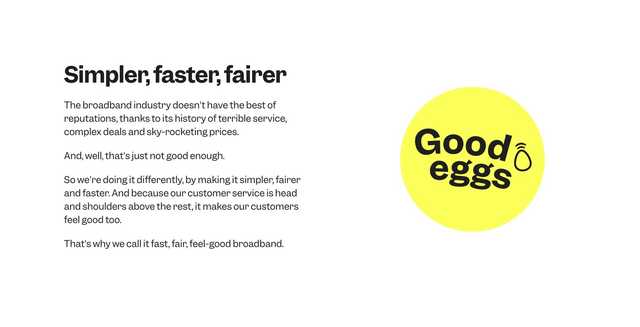 Simpler, faster, fairer
The broadband industry doesn't have the best of
reputations, thanks to its history of terrible service,
complex deals and sky-rocketing prices.
And, well, that's just not good enough.
So we're doing it differently, by making it simpler, fairer
and faster. And because our customer service is head
and shoulders above the rest, it makes our customers
feel good too.
That's why we call it fast, fair, feel-good broadband.
Good
eggs